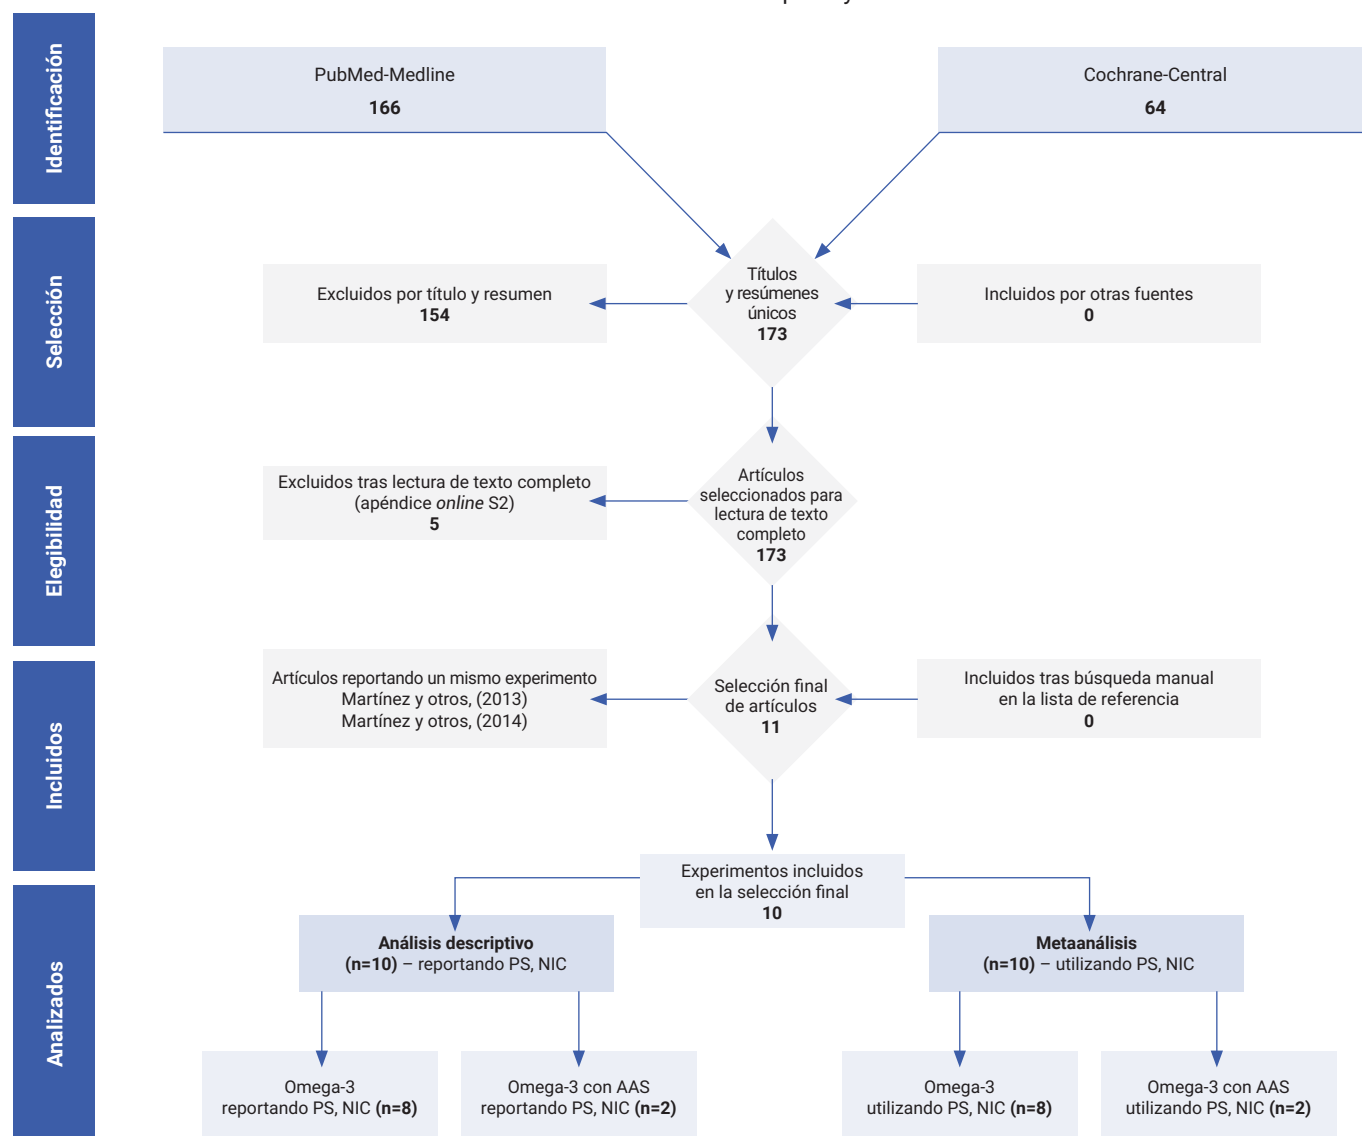 Identificación
PubMed-Medline
166
Cochrane-Central
64
Selección
Títulos
y resúmenes
únicos
173
Excluidos por título y resumen
154
Incluidos por otras fuentes
0
Elegibilidad
Artículos
seleccionados para
lectura de texto
completo
173
Excluidos tras lectura de texto completo
(apéndice online S2)
5
Incluidos
Artículos reportando un mismo experimento
Martínez y otros, (2013)
Martínez y otros, (2014)
Selección final
de artículos
11
Incluidos tras búsqueda manual
en la lista de referencia
0
Experimentos incluidos
en la selección final
10
Analizados
Análisis descriptivo
(n=10) – reportando PS, NIC
Metaanálisis
(n=10) – utilizando PS, NIC
Omega-3
reportando PS, NIC (n=8)
Omega-3 con AAS
reportando PS, NIC (n=2)
Omega-3
utilizando PS, NIC (n=8)
Omega-3 con AAS
utilizando PS, NIC (n=2)